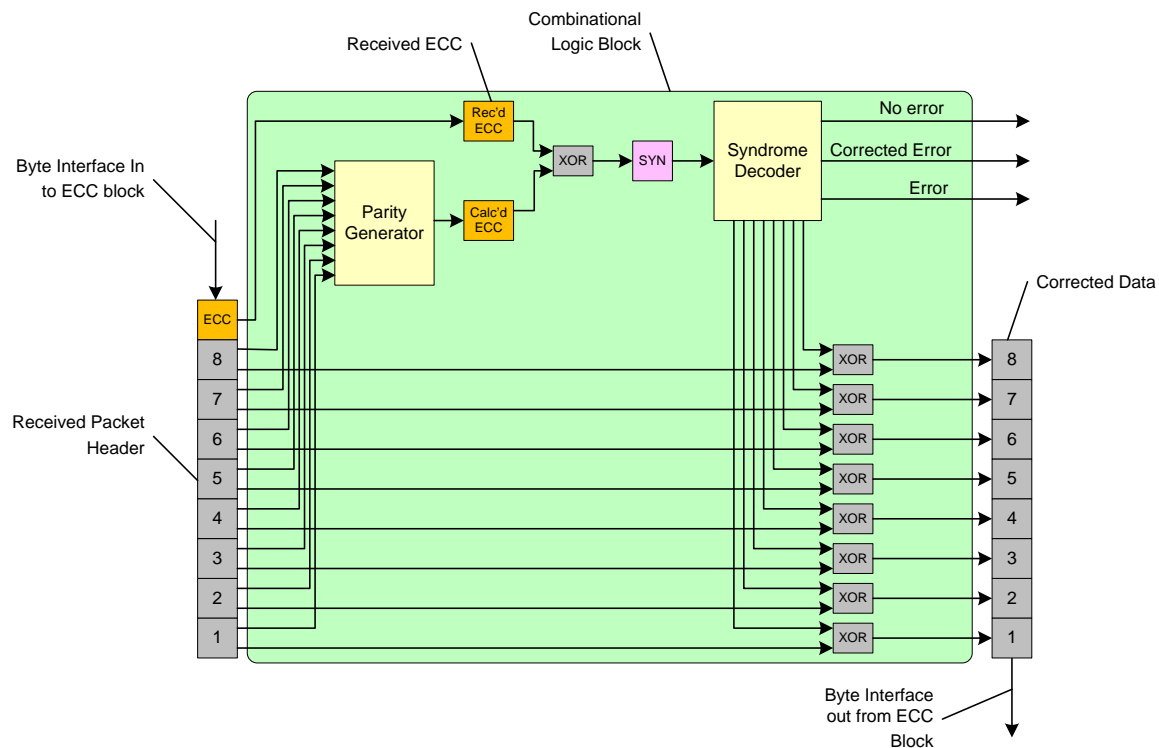 Combinational
Logic Block
Received ECC
Rec'd
ECC
No error
Byte Interface In
to ECC block
XOR
SYN
Syndrome
Decoder
Corrected Error
Error
Parity
Generator
Calc'd
ECC
Corrected Data
ECC
8
XOR
8
7
XOR
7
Received Packet
Header
6
XOR
6
5
XOR
5
4
XOR
4
3
XOR
3
2
XOR
2
1
XOR
1
Byte Interface
out from ECC
Block